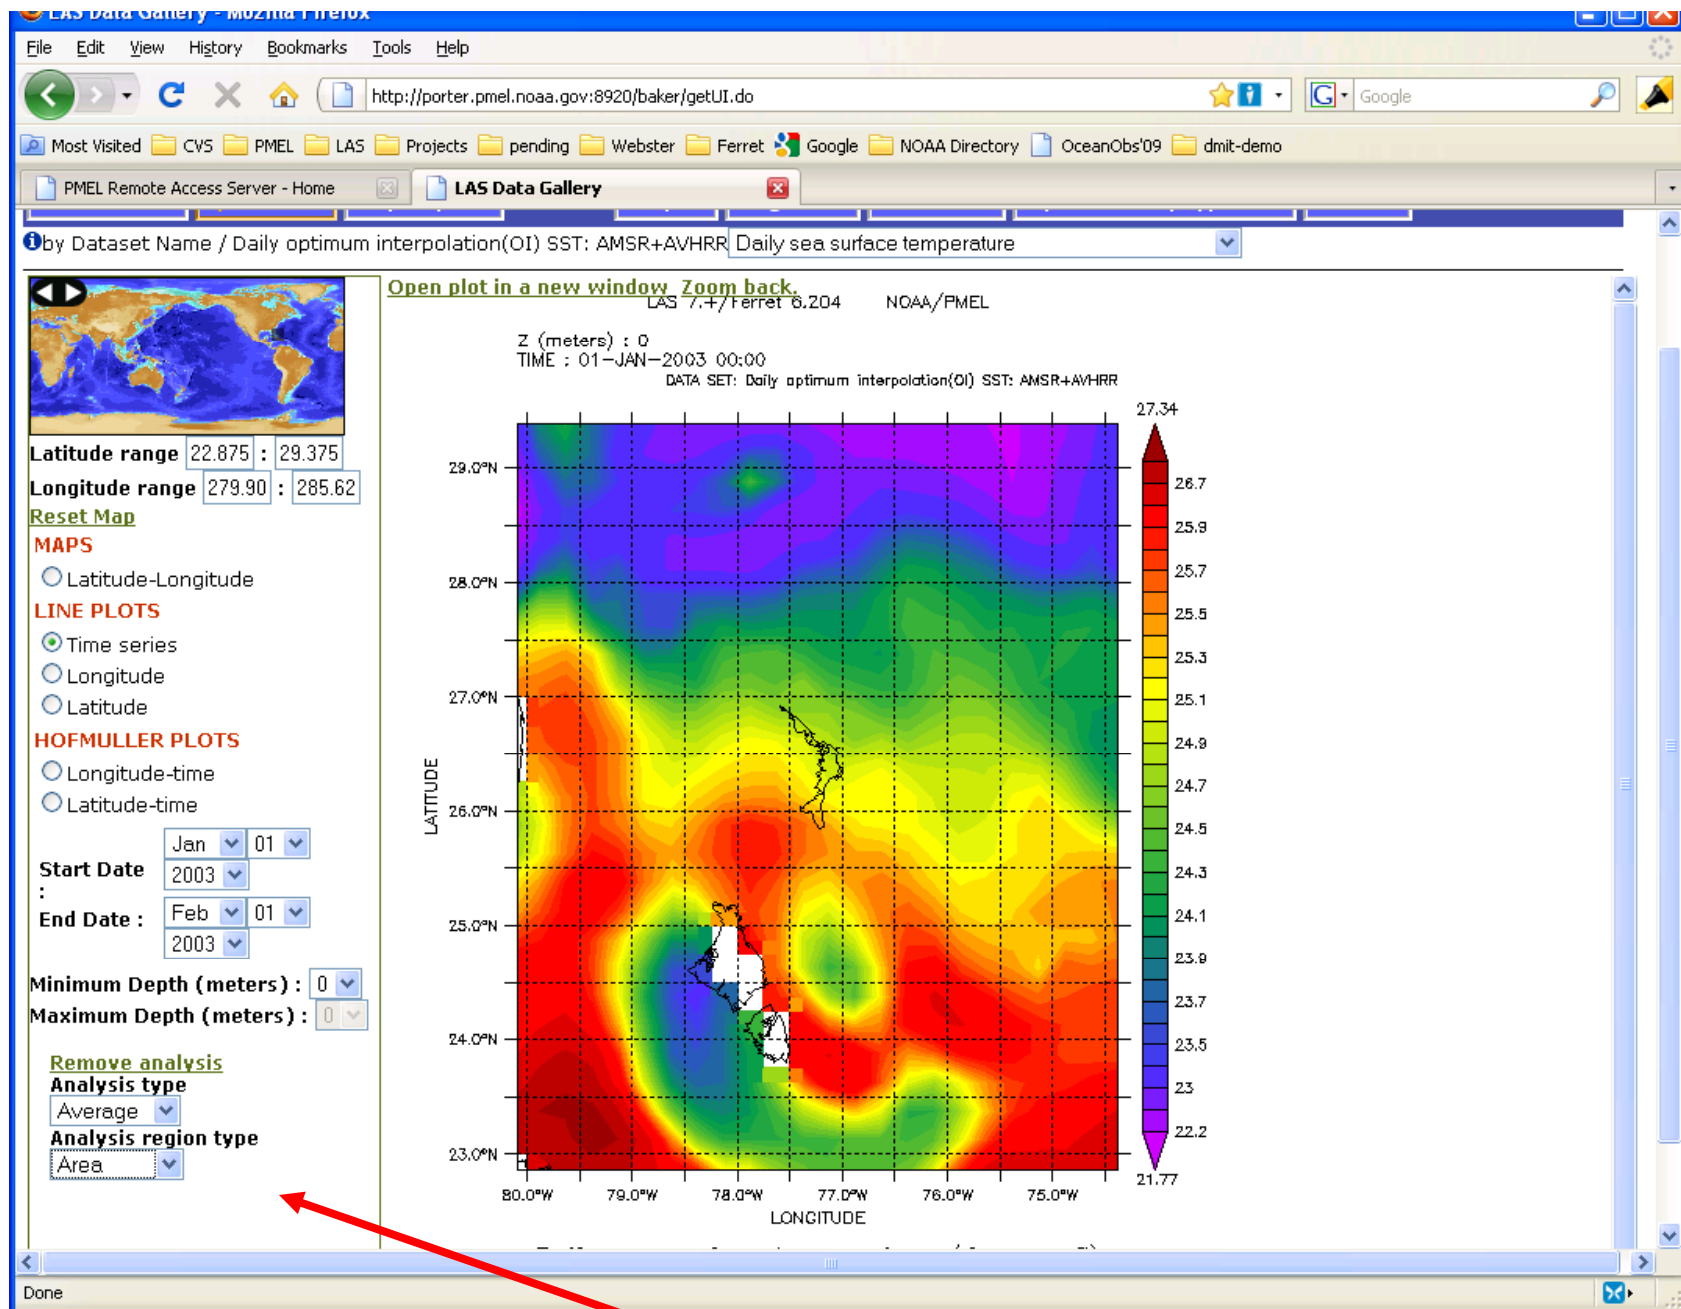 LAS Data Gallery - Mozilla Firefox
File Edit View History Bookmarks Tools Help
http://porter.pmel.noaa.gov:8920/baker/getUI.do
G Google
Most Visited CVS PMEL LAS Projects pending Webster Ferret Google NOAA Directory OceanObs'09 dmit-demo
PMEL Remote Access Server - Home
LAS Data Gallery
by Dataset Name / Daily optimum interpolation(OI) SST: AMSR+AVHRR Daily sea surface temperature
Open plot in a new window Zoom back.
LAS 7.+/Ferret 6.204 NOAA/PMEL
Z (meters) : 0
TIME : 01-JAN-2003 00:00
DATA SET: Daily optimum interpolation(OI) SST: AMSR+AVHRR
Latitude range 22.875 : 29.375
Longitude range 279.90 : 285.62
Reset Map
MAPS
Latitude-Longitude
LINE PLOTS
Time series
Longitude
Latitude
HOFMULLER PLOTS
Longitude-time
Latitude-time
Start Date :
Jan 01
2003
End Date :
Feb 01
2003
Minimum Depth (meters) : 0
Maximum Depth (meters) : 0
Remove analysis
Analysis type
Average
Analysis region type
Area
LATITUDE
29.0°N
28.0°N
27.0°N
26.0°N
25.0°N
24.0°N
23.0°N
80.0°W 79.0°W 78.0°W 77.0°W 76.0°W 75.0°W
LONGITUDE
27.34
26.7
25.9
25.7
25.5
25.3
25.1
24.9
24.7
24.5
24.3
24.1
23.9
23.7
23.5
23
22.2
21.77
Done